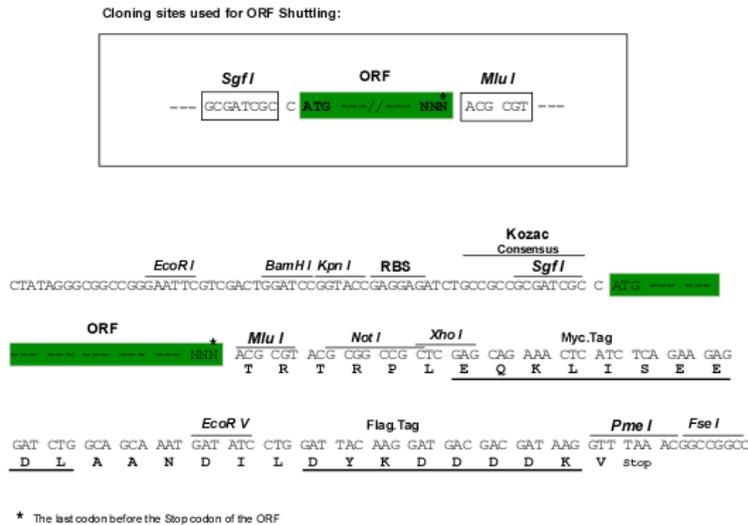 Cloning sites used for ORF Shuttling:
Sgf I ORF Mlu I
--- GCGATCGC C ATG ---//--- NNN* ACG CGT ---
Kozac
Consensus
EcoR I BamH I Kpn I RBS Sgf I
CTATAGGGCGGCCGGGAATTCGTCGACTGGATCCGGTACCGAGGAGATCTGCCGCCGCGATCGC C ATG --- ---
ORF Mlu I Not I Xho I Myc.Tag
--- --- --- --- --- NNN* ACG CGT ACG CGG CCG CTC GAG CAG AAA CTC ATC TCA GAA GAG
T R T R P L E Q K L I S E E
EcoR V Flag.Tag Pme I Fse I
GAT CTG GCA GCA AAT GAT ATC CTG GAT TAC AAG GAT GAC GAC GAT AAG GTT TAA ACGGCCGGCC
D L A A N D I L D Y K D D D D K V Stop
* The last codon before the Stop codon of the ORF